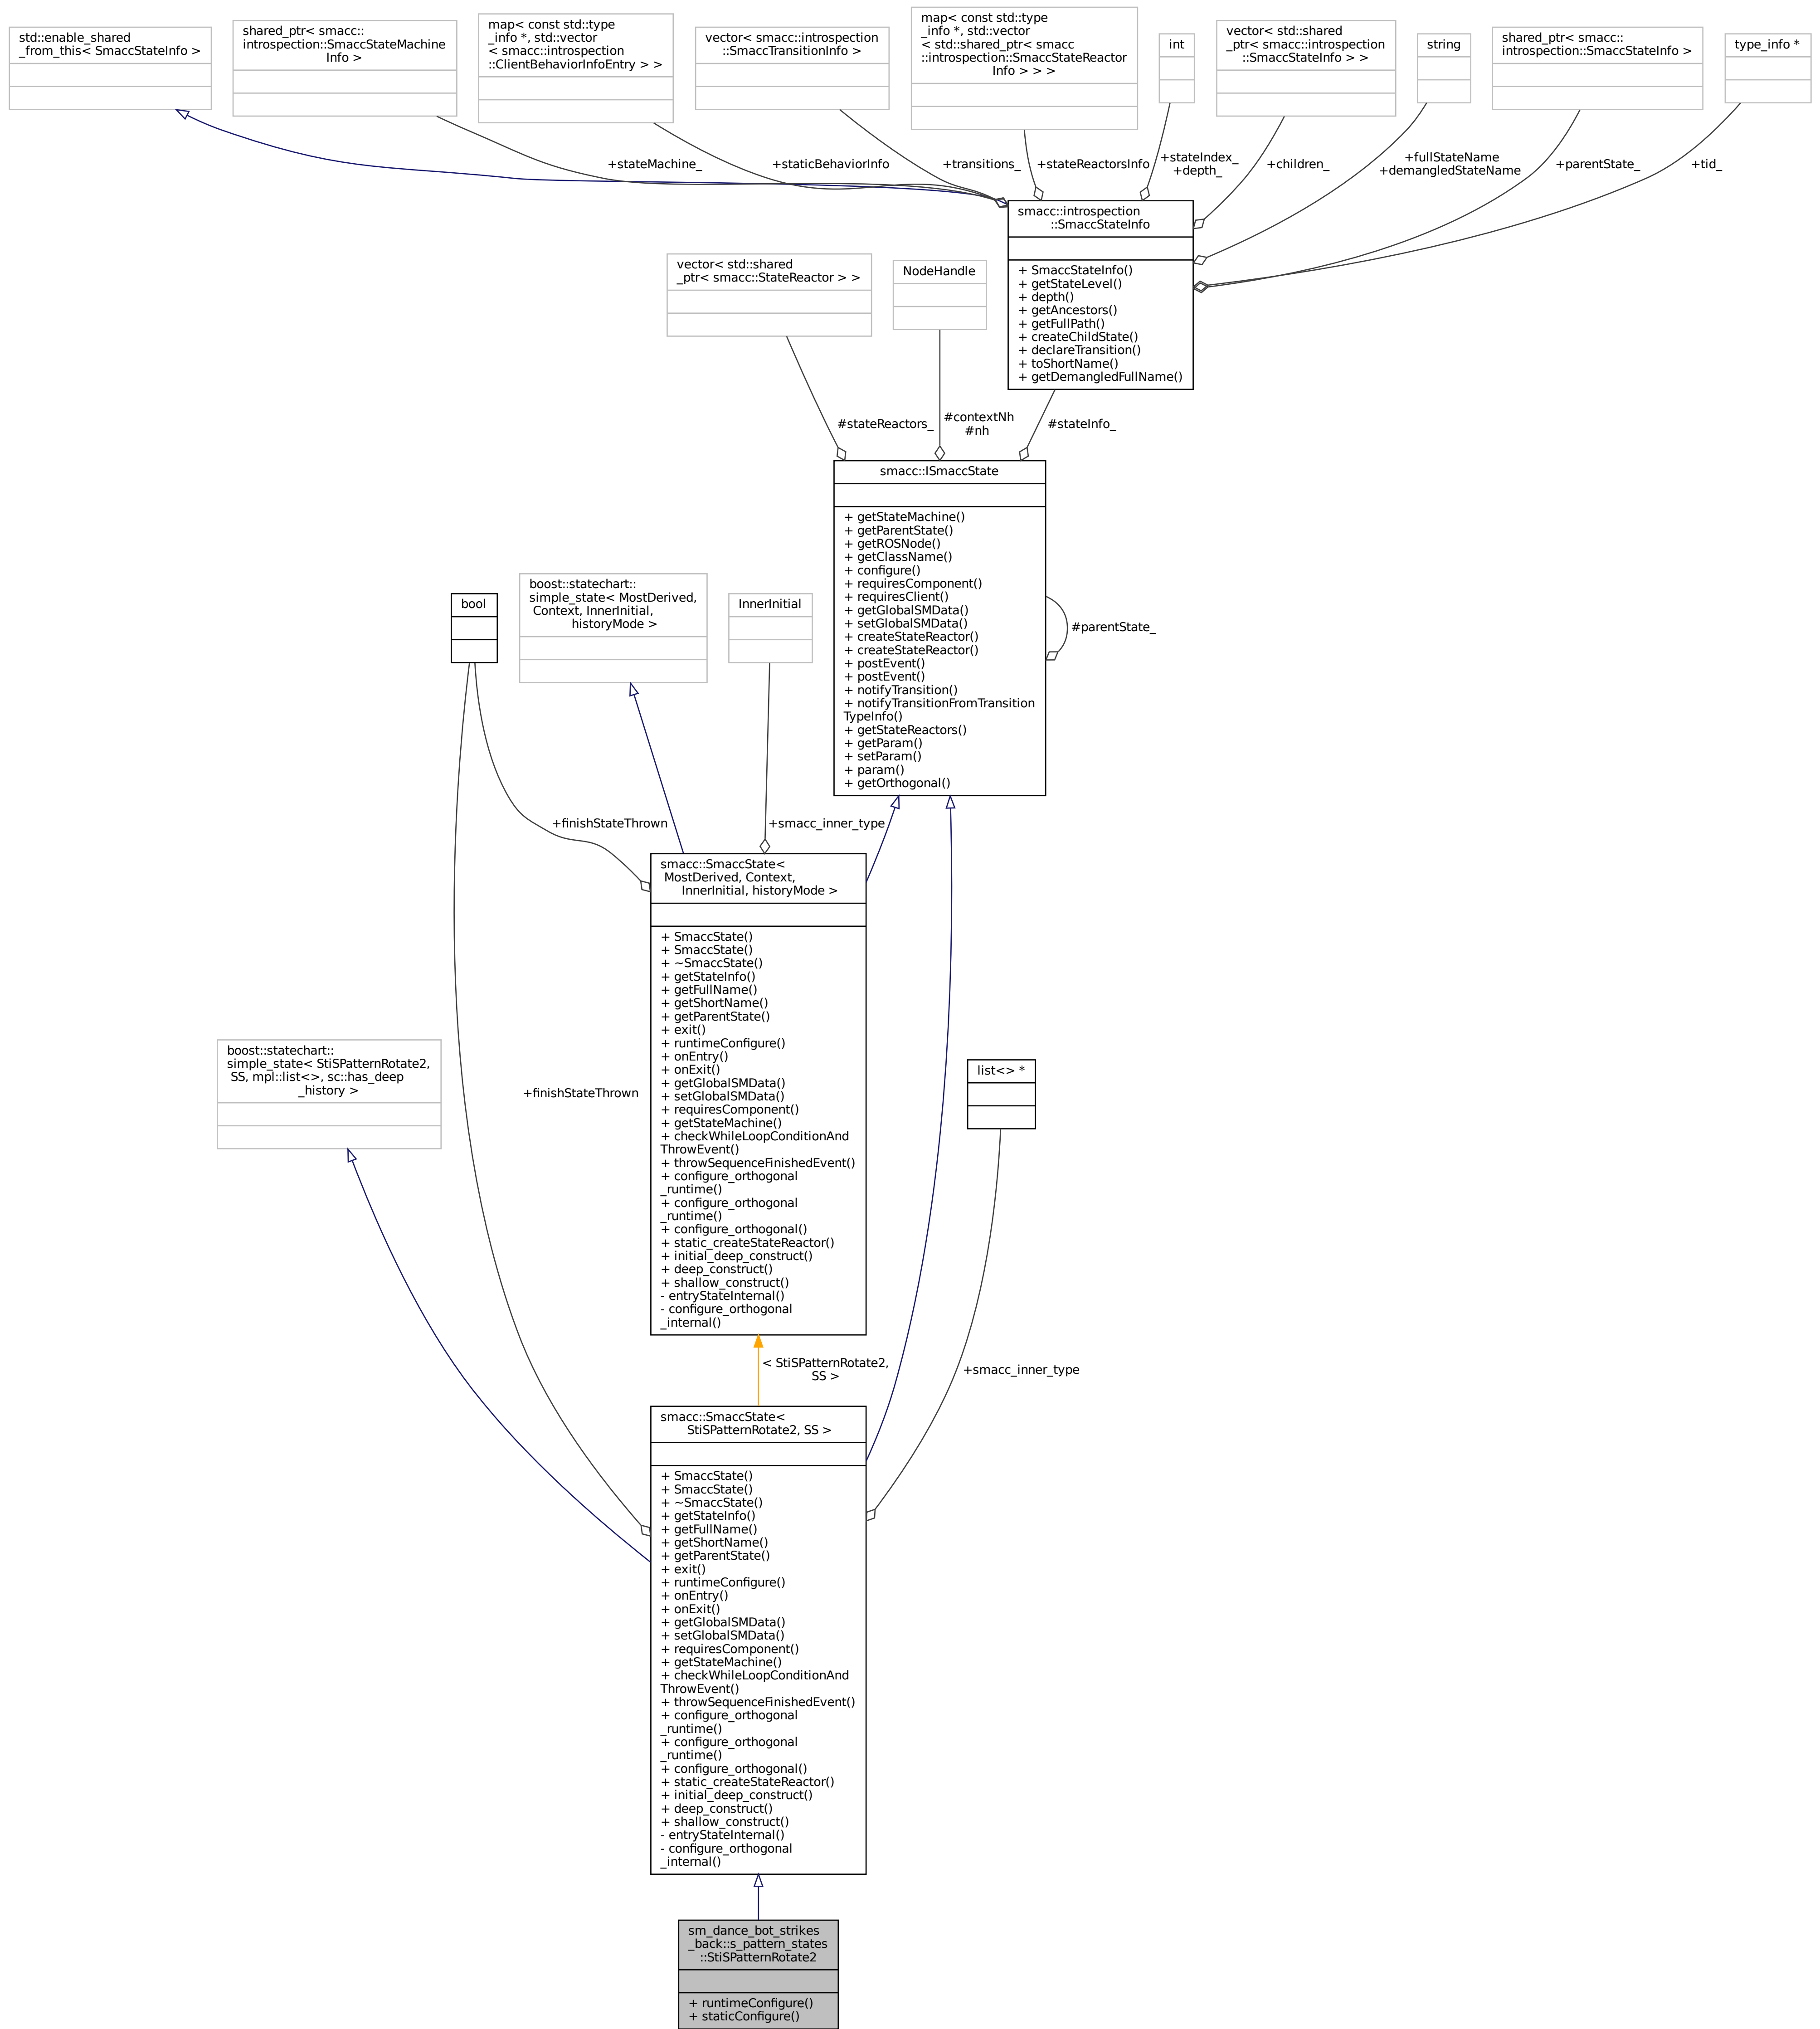 std::enable_shared
_from_this< SmaccStateInfo >
shared_ptr< smacc::
introspection::SmaccStateMachine
Info >
map< const std::type
_info *, std::vector
< smacc::introspection
::ClientBehaviorInfoEntry > >
vector< smacc::introspection
::SmaccTransitionInfo >
map< const std::type
_info *, std::vector
< std::shared_ptr< smacc
::introspection::SmaccStateReactor
Info > > >
int
vector< std::shared
_ptr< smacc::introspection
::SmaccStateInfo > >
string
shared_ptr< smacc::
introspection::SmaccStateInfo >
type_info *
+stateMachine_
+staticBehaviorInfo
+transitions_
+stateReactorsInfo
+stateIndex_
+depth_
+children_
+fullStateName
+demangledStateName
+parentState_
+tid_
smacc::introspection
::SmaccStateInfo
+ SmaccStateInfo()
+ getStateLevel()
+ depth()
+ getAncestors()
+ getFullPath()
+ createChildState()
+ declareTransition()
+ toShortName()
+ getDemangledFullName()
vector< std::shared
_ptr< smacc::StateReactor > >
NodeHandle
#stateReactors_
#contextNh
#nh
#stateInfo_
smacc::ISmaccState
+ getStateMachine()
+ getParentState()
+ getROSNode()
+ getClassName()
+ configure()
+ requiresComponent()
+ requiresClient()
+ getGlobalSMData()
+ setGlobalSMData()
+ createStateReactor()
+ createStateReactor()
+ postEvent()
+ postEvent()
+ notifyTransition()
+ notifyTransitionFromTransition
TypeInfo()
+ getStateReactors()
+ getParam()
+ setParam()
+ param()
+ getOrthogonal()
#parentState_
bool
boost::statechart::
simple_state< MostDerived,
Context, InnerInitial,
historyMode >
InnerInitial
+finishStateThrown
+smacc_inner_type
smacc::SmaccState<
MostDerived, Context,
InnerInitial, historyMode >
+ SmaccState()
+ SmaccState()
+ ~SmaccState()
+ getStateInfo()
+ getFullName()
+ getShortName()
+ getParentState()
+ exit()
+ runtimeConfigure()
+ onEntry()
+ onExit()
+ getGlobalSMData()
+ setGlobalSMData()
+ requiresComponent()
+ getStateMachine()
+ checkWhileLoopConditionAnd
ThrowEvent()
+ throwSequenceFinishedEvent()
+ configure_orthogonal
_runtime()
+ configure_orthogonal
_runtime()
+ configure_orthogonal()
+ static_createStateReactor()
+ initial_deep_construct()
+ deep_construct()
+ shallow_construct()
- entryStateInternal()
- configure_orthogonal
_internal()
boost::statechart::
simple_state< StiSPatternRotate2,
SS, mpl::list<>, sc::has_deep
_history >
+finishStateThrown
list<> *
< StiSPatternRotate2,
SS >
+smacc_inner_type
smacc::SmaccState<
StiSPatternRotate2, SS >
+ SmaccState()
+ SmaccState()
+ ~SmaccState()
+ getStateInfo()
+ getFullName()
+ getShortName()
+ getParentState()
+ exit()
+ runtimeConfigure()
+ onEntry()
+ onExit()
+ getGlobalSMData()
+ setGlobalSMData()
+ requiresComponent()
+ getStateMachine()
+ checkWhileLoopConditionAnd
ThrowEvent()
+ throwSequenceFinishedEvent()
+ configure_orthogonal
_runtime()
+ configure_orthogonal
_runtime()
+ configure_orthogonal()
+ static_createStateReactor()
+ initial_deep_construct()
+ deep_construct()
+ shallow_construct()
- entryStateInternal()
- configure_orthogonal
_internal()
sm_dance_bot_strikes
_back::s_pattern_states
::StiSPatternRotate2
+ runtimeConfigure()
+ staticConfigure()